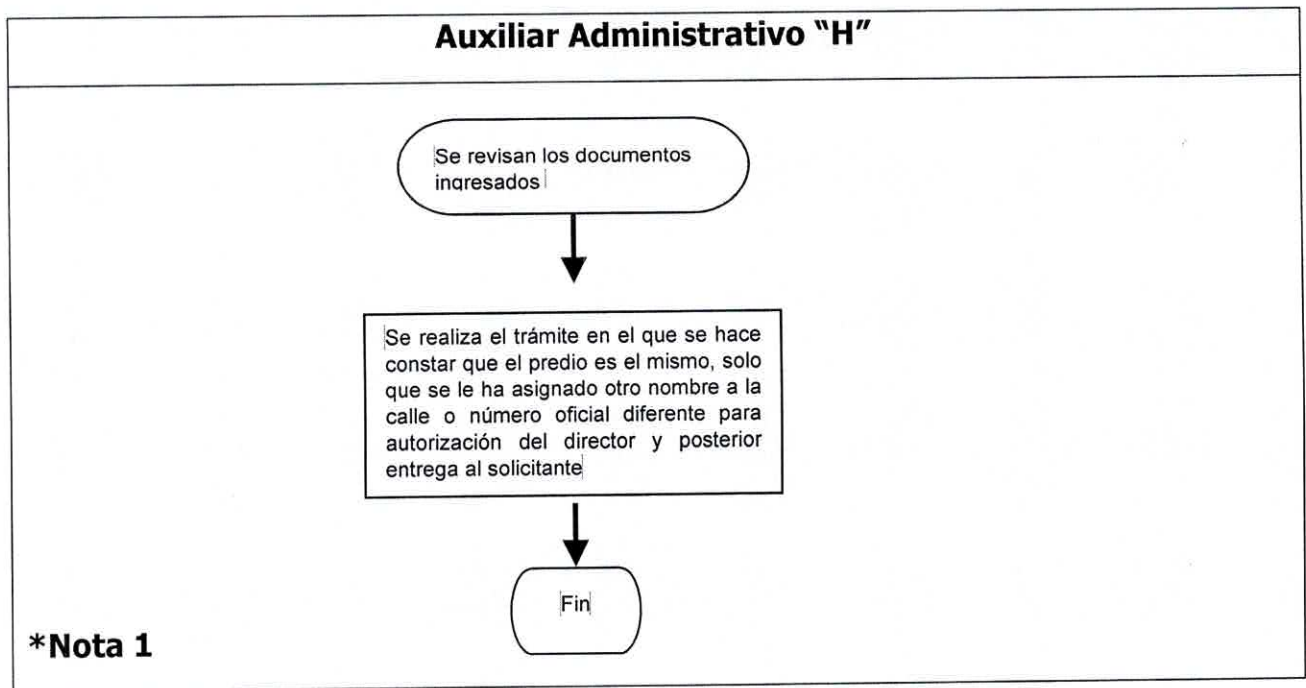 Auxiliar Administrativo “H”
Se revisan los documentos
ingresados
Se realiza el trámite en el que se hace
constar que el predio es el mismo, solo
que se le ha asignado otro nombre a la
calle o número oficial diferente para
autorización del director y posterior
entrega al solicitante
Fin
*Nota 1